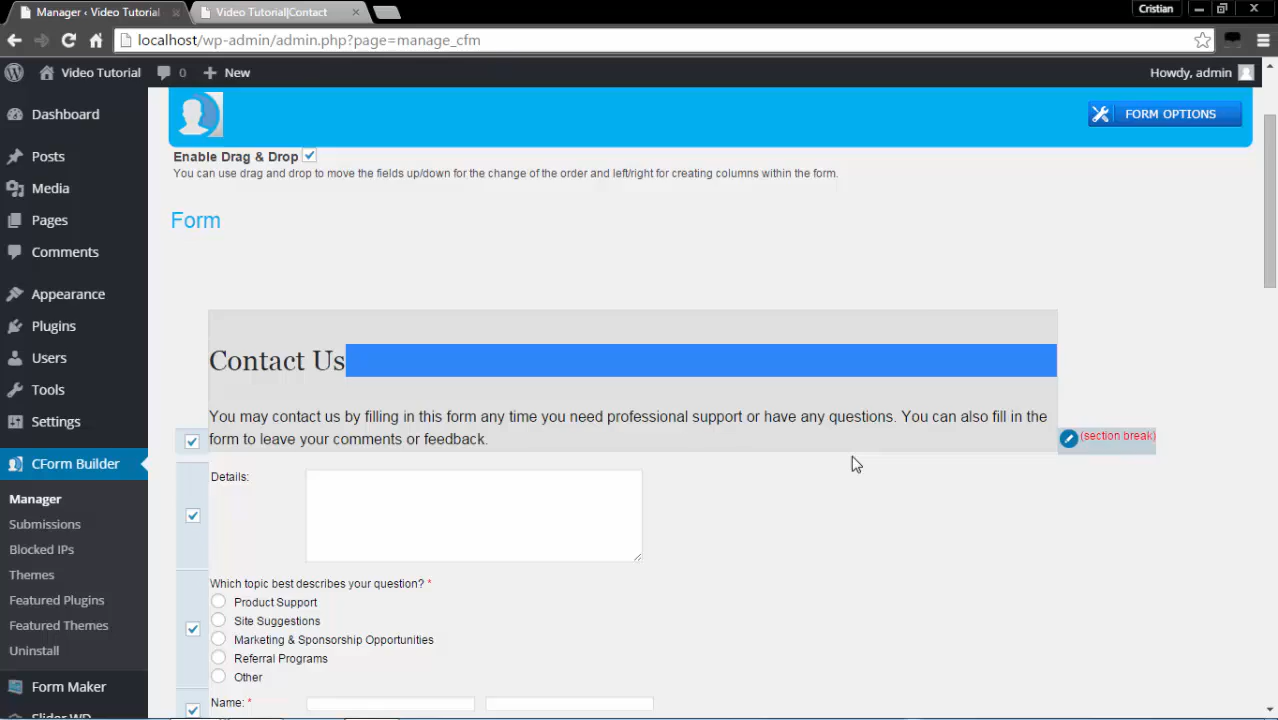 Manager ‹ Video Tutorial
Video Tutorial|Contact
Cristian
localhost/wp-admin/admin.php?page=manage_cfm
Video Tutorial
0
New
Howdy, admin
Dashboard
Posts
Media
Pages
Comments
Appearance
Plugins
Users
Tools
Settings
CForm Builder
Manager
Submissions
Blocked IPs
Themes
Featured Plugins
Featured Themes
Uninstall
Form Maker
Slider WD
FORM OPTIONS
Enable Drag & Drop
You can use drag and drop to move the fields up/down for the change of the order and left/right for creating columns within the form.
Form
Contact Us
You may contact us by filling in this form any time you need professional support or have any questions. You can also fill in the
form to leave your comments or feedback.
(section break)
Details:
Which topic best describes your question? *
Product Support
Site Suggestions
Marketing & Sponsorship Opportunities
Referral Programs
Other
Name: *